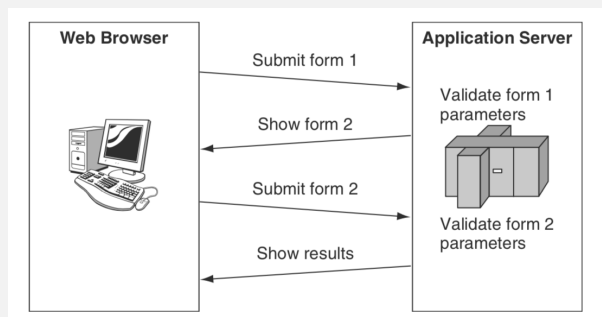 Web Browser
Application Server
Submit form 1
Validate form 1
parameters
Show form 2
Submit form 2
Validate form 2
parameters
Show results